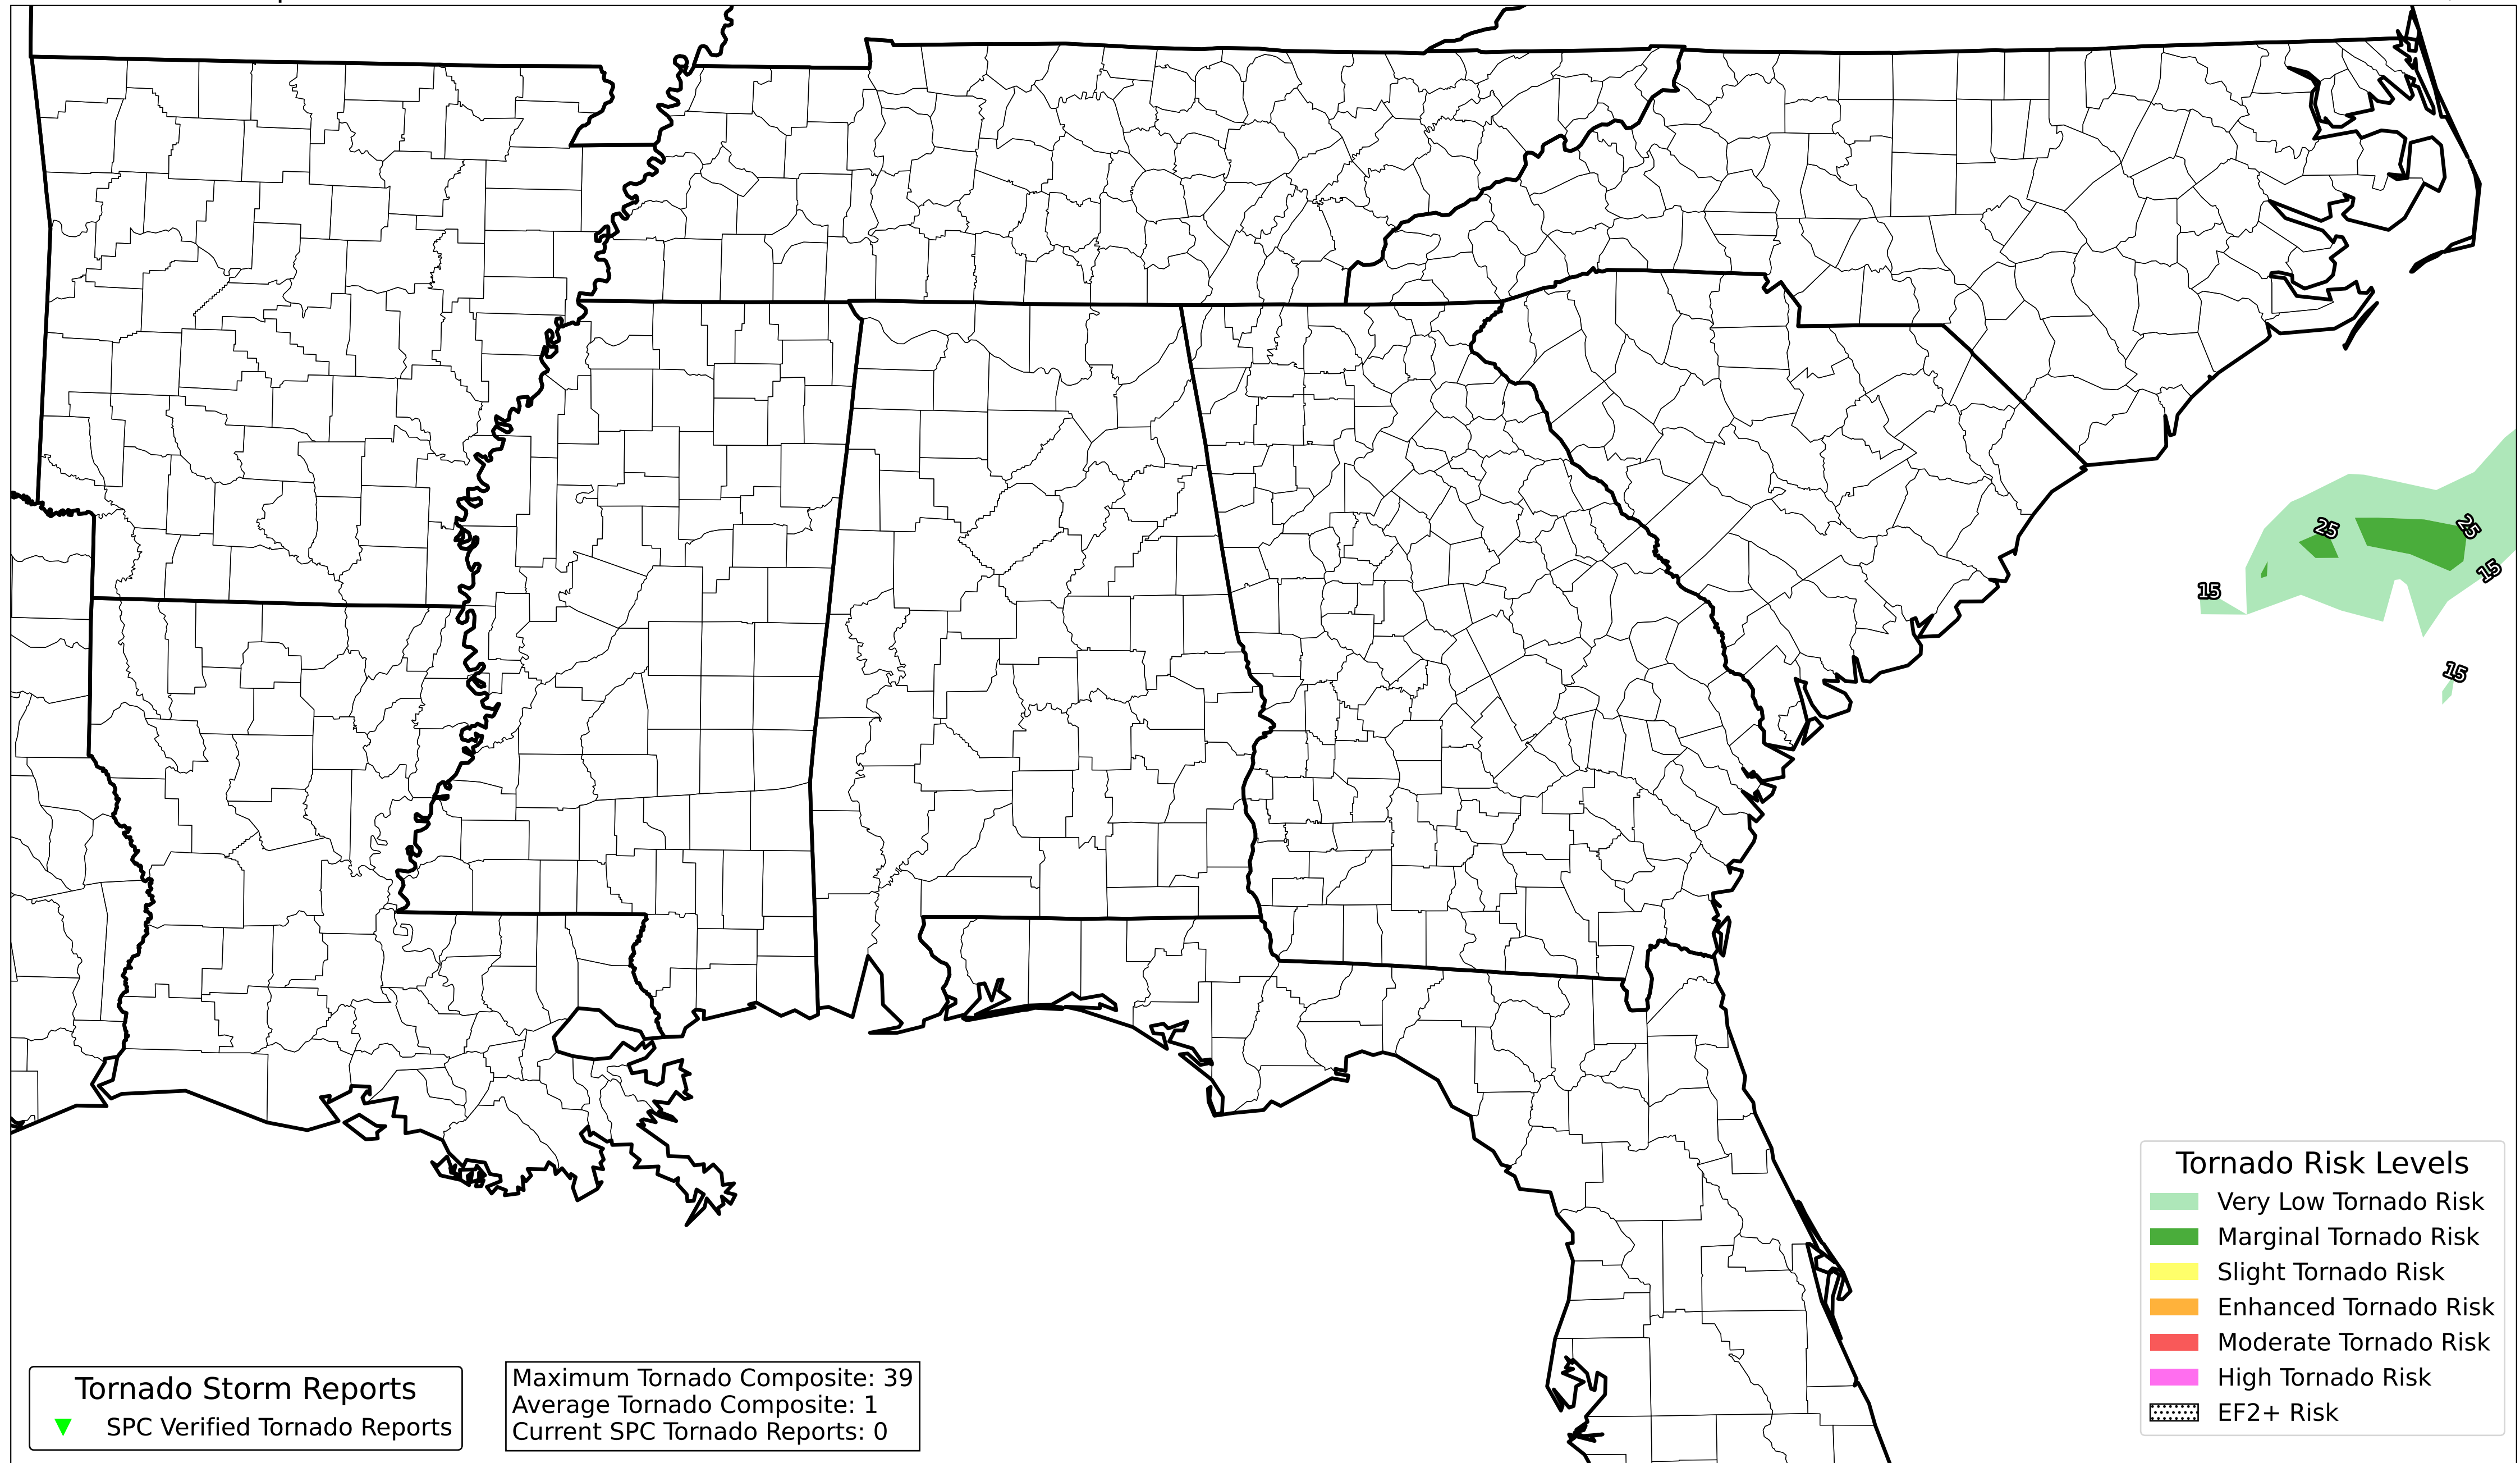 25
25
15
15
15
Tornado Risk Levels
Very Low Tornado Risk
Marginal Tornado Risk
Slight Tornado Risk
Enhanced Tornado Risk
Moderate Tornado Risk
High Tornado Risk
EF2+ Risk
Tornado Storm Reports
SPC Verified Tornado Reports
Maximum Tornado Composite: 39
Average Tornado Composite: 1
Current SPC Tornado Reports: 0